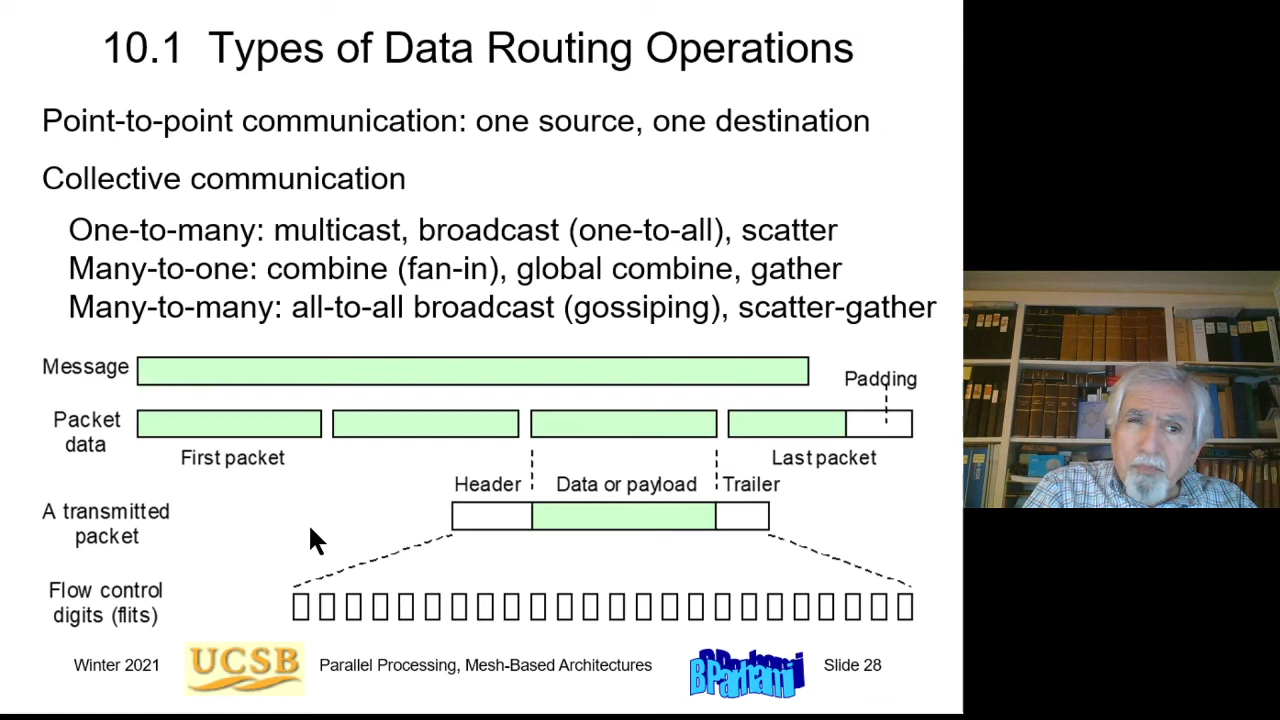 10.1 Types of Data Routing Operations
Point-to-point communication: one source, one destination
Collective communication
One-to-many: multicast, broadcast (one-to-all), scatter
Many-to-one: combine (fan-in), global combine, gather
Many-to-many: all-to-all broadcast (gossiping), scatter-gather
Message
Padding
Packet
data
First packet
Last packet
Header
Data or payload
Trailer
A transmitted
packet
Flow control
digits (flits)
Winter 2021
UCSB
Parallel Processing, Mesh-Based Architectures
B Parhami
Slide 28